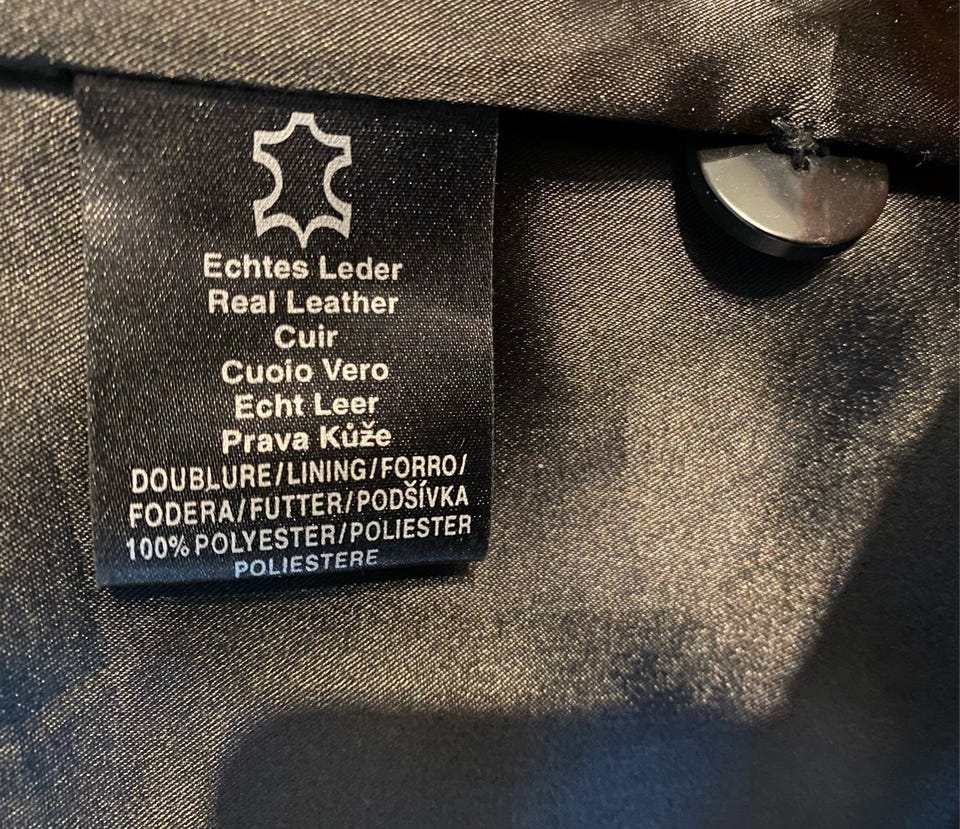 Echtes Leder
Real Leather
Cuir
Cuoio Vero
Echt Leer
Prava Kůže
DOUBLURE/LINING/FORRO/
FODERA/FUTTER/PODŠÍVKA
100% POLYESTER/POLIESTER
POLIESTERE